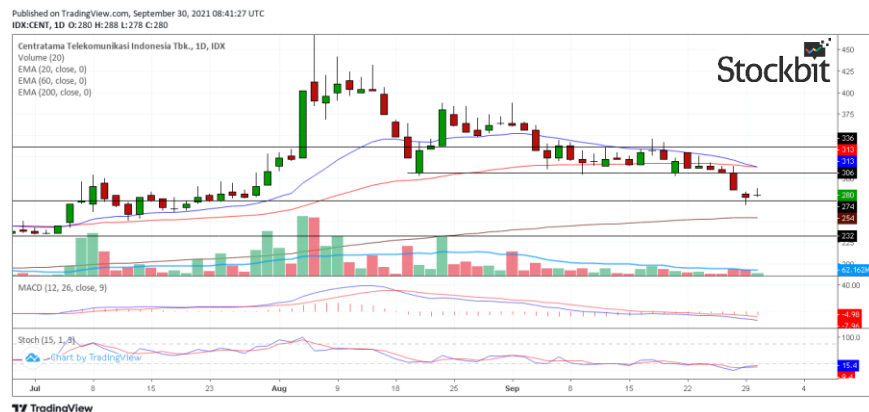 Published on TradingView.com, September 30, 2021 08:41:27 UTC
IDX:CENT, 1D O:280 H:288 L:278 C:280
Centratama Telekomunikasi Indonesia Tbk., 1D, IDX
Volume (20)
EMA (20, close, 0)
EMA (60, close, 0)
EMA (200, close, 0)
Stockbit
450
425
400
375
336
313
313
306
280
274
254
232
62.162K
MACD (12, 26, close, 9)
40.00
-4.98
-7.96
Stoch (15, 1, 9)
100.0
Chart by TradingView
15.4
Jul
8
15
23
Aug
9
18
25
Sep
8
15
22
29
4
TradingView